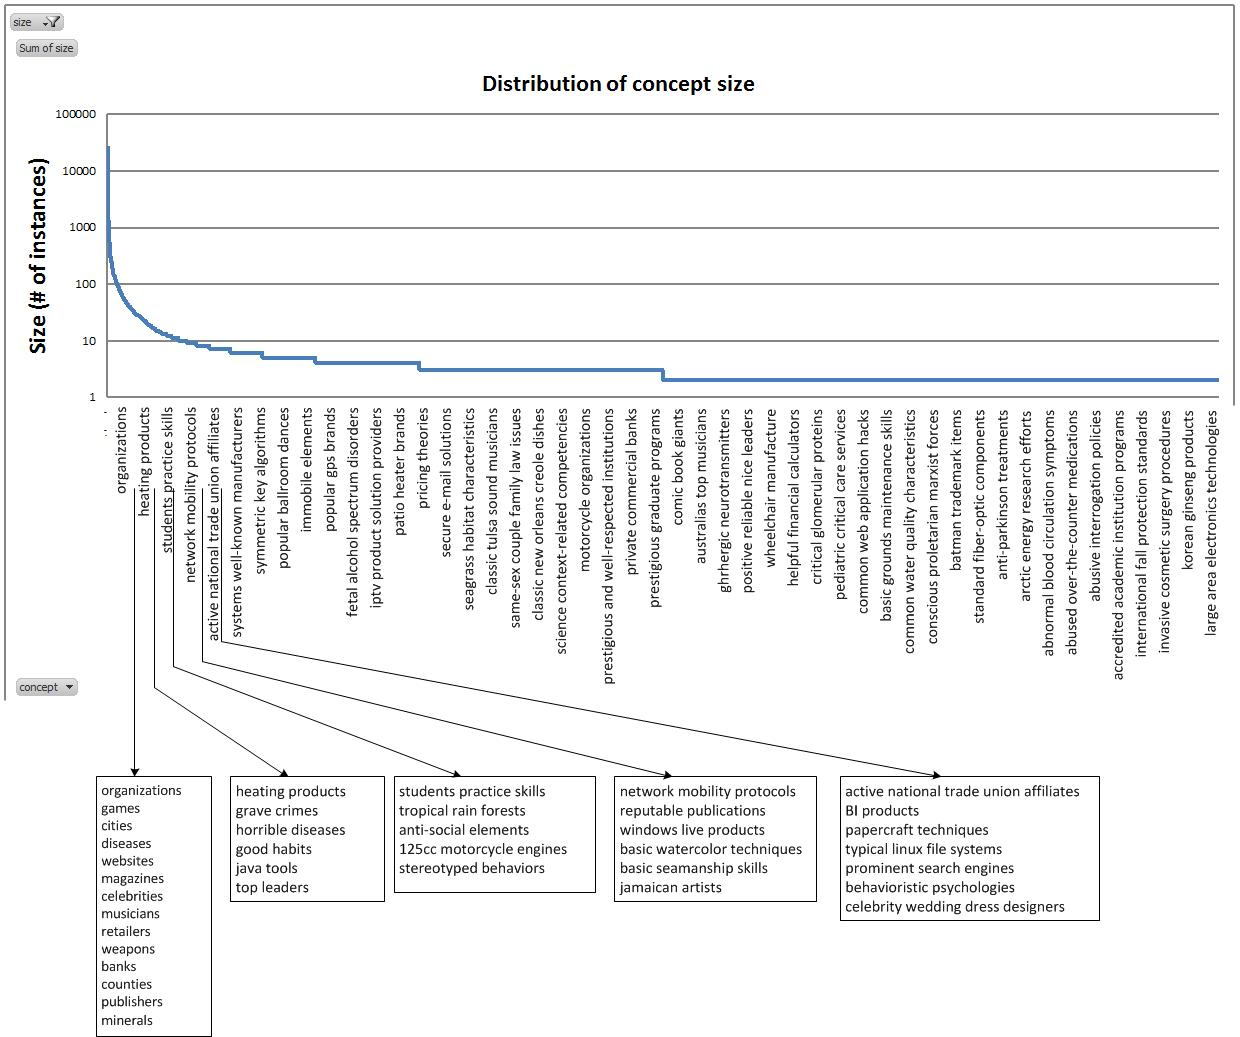 size
Sum of size
Distribution of concept size
Size (# of instances)
100000
10000
1000
100
10
1
organizations
heating products
students practice skills
network mobility protocols
active national trade union affiliates
systems well-known manufacturers
symmetric key algorithms
popular ballroom dances
immobile elements
popular gps brands
fetal alcohol spectrum disorders
iptv product solution providers
patio heater brands
pricing theories
secure e-mail solutions
seagrass habitat characteristics
classic tulsa sound musicians
same-sex couple family law issues
classic new orleans creole dishes
science context-related competencies
motorcycle organizations
prestigious and well-respected institutions
private commercial banks
prestigious graduate programs
comic book giants
australias top musicians
ghrhergic neurotransmitters
positive reliable nice leaders
wheelchair manufacture
helpful financial calculators
critical glomerular proteins
pediatric critical care services
common web application hacks
basic grounds maintenance skills
common water quality characteristics
conscious proletarian marxist forces
batman trademark items
standard fiber-optic components
anti-parkinson treatments
arctic energy research efforts
abnormal blood circulation symptoms
abused over-the-counter medications
abusive interrogation policies
accredited academic institution programs
international fall protection standards
invasive cosmetic surgery procedures
korean ginseng products
large area electronics technologies
concept
organizations
games
cities
diseases
websites
magazines
celebrities
musicians
retailers
weapons
banks
counties
publishers
minerals
heating products
grave crimes
horrible diseases
good habits
java tools
top leaders
students practice skills
tropical rain forests
anti-social elements
125cc motorcycle engines
stereotyped behaviors
network mobility protocols
reputable publications
windows live products
basic watercolor techniques
basic seamanship skills
jamaican artists
active national trade union affiliates
BI products
papercraft techniques
typical linux file systems
prominent search engines
behavioristic psychologies
celebrity wedding dress designers